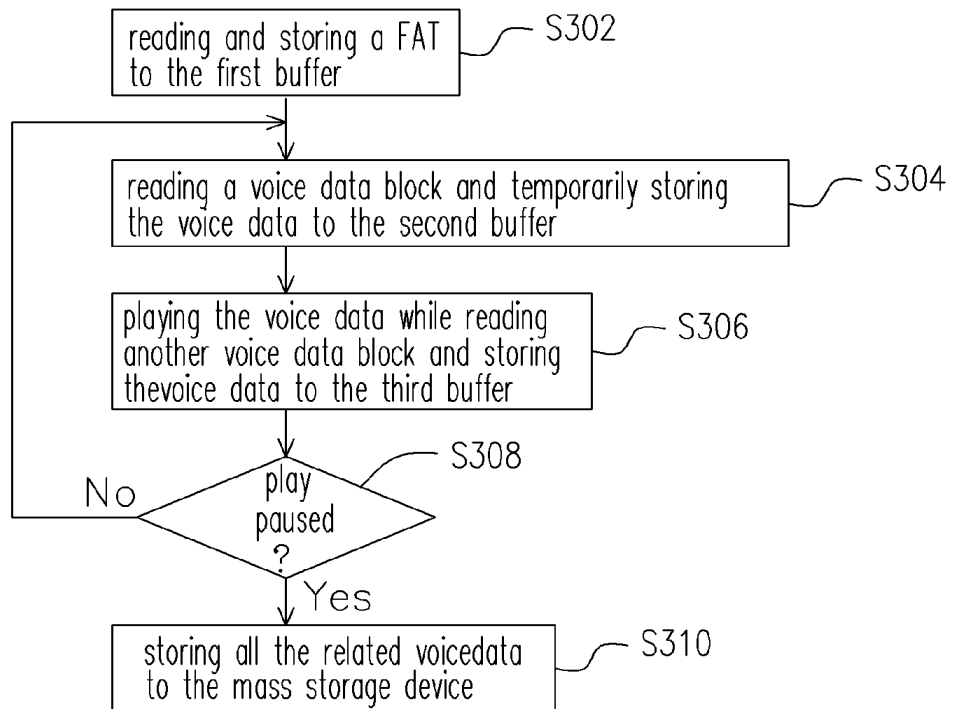 reading and storing a FAT
to the first buffer
S302
reading a voice data block and temporarily storing
the voice data to the second buffer
S304
playing the voice data while reading
another voice data block and storing
thevoice data to the third buffer
S306
play
paused
?
S308
No
Yes
storing all the related voicedata
to the mass storage device
S310